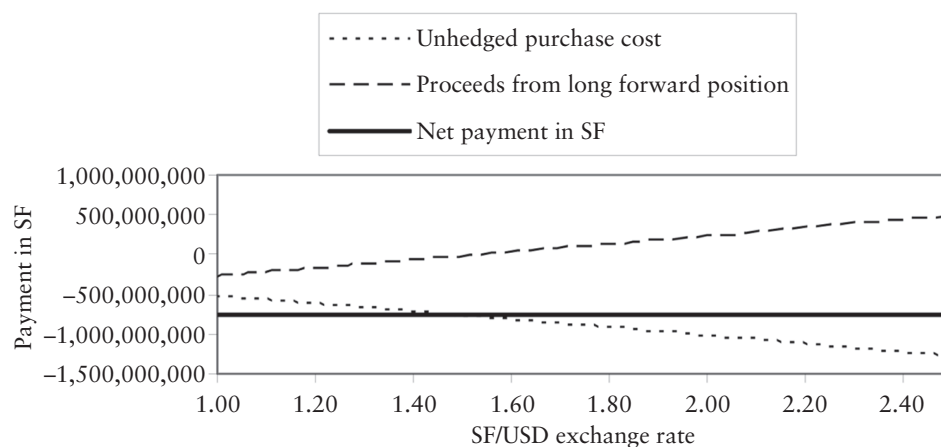 Unhedged purchase cost
Proceeds from long forward position
Net payment in SF
Payment in SF
1,000,000,000
500,000,000
0
−500,000,000
−1,000,000,000
−1,500,000,000
1.00 1.20 1.40 1.60 1.80 2.00 2.20 2.40
SF/USD exchange rate